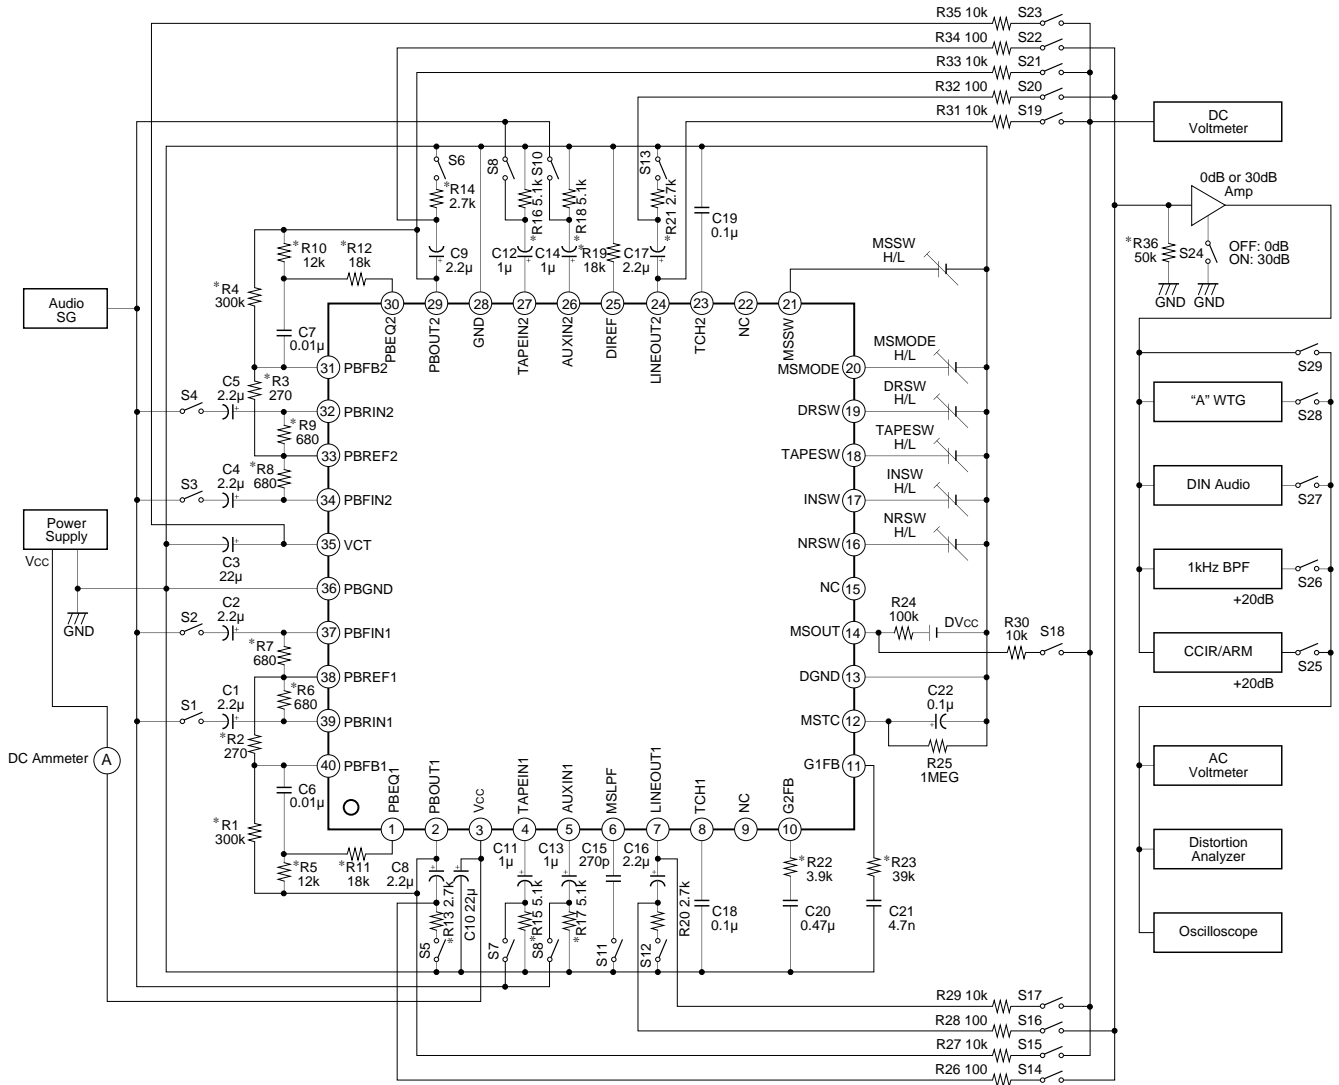 R35 10k S23
R34 100 S22
R33 10k S21
R32 100 S20
R31 10k S19
DC
Voltmeter
0dB or 30dB
Amp
*R36
50k
S24
OFF: 0dB
ON: 30dB
GND
GND
S6
*R14
2.7k
S8
*R16 5.1k
S10
*R18 5.1k
S13
*R21 2.7k
C9
2.2µ
C12
1µ
C14
1µ
R19
18k
C17
2.2µ
C19
0.1µ
MSSW
H/L
*R10
12k
*R12
18k
*R4
300k
C7
0.01µ
Audio
SG
30
29
28
27
26
25
24
23
22
21
PBEQ2
PBOUT2
GND
TAPEIN2
AUXIN2
DIREF
LINEOUT2
TCH2
NC
MSSW
31 PBFB2
*R3
270
C5
2.2µ
S4
32 PBRIN2
*R9
680
33 PBREF2
*R8
680
C4
2.2µ
S3
34 PBFIN2
35 VCT
C3
22µ
36 PBGND
Power
Supply
Vcc
GND
C2
2.2µ
S2
37 PBFIN1
*R7
680
38 PBREF1
*R6
680
C1
2.2µ
S1
39 PBRIN1
*R2
270
40 PBFB1
DC Ammeter A
C6
0.01µ
*R1
300k
*R5
12k
*R11
18k
MSMODE
H/L
MSMODE 20
DRSW
H/L
DRSW 19
TAPESW
H/L
TAPESW 18
INSW
H/L
INSW 17
NRSW
H/L
NRSW 16
NC 15
R24
100k
DVcc
MSOUT 14
R30
10k
S18
DGND 13
C22
0.1µ
MSTC 12
R25
1MEG
G1FB 11
PBEQ1
PBOUT1
Vcc
TAPEIN1
AUXIN1
MSLPF
LINEOUT1
TCH1
NC
G2FB
1
2
3
4
5
6
7
8
9
10
C8
2.2µ
*R13 2.7k
S5
C10 22µ
C11
1µ
*R15 5.1k
S7
C13
1µ
*R17 5.1k
S8
C15
270p
S11
C16
2.2µ
R20 2.7k
S12
C18
0.1µ
*R22
3.9k
C20
0.47µ
*R23
39k
C21
4.7n
R29 10k S17
R28 100 S16
R27 10k S15
R26 100 S14
S29
“A” WTG
S28
DIN Audio
S27
1kHz BPF
S26
+20dB
CCIR/ARM
S25
+20dB
AC
Voltmeter
Distortion
Analyzer
Oscilloscope